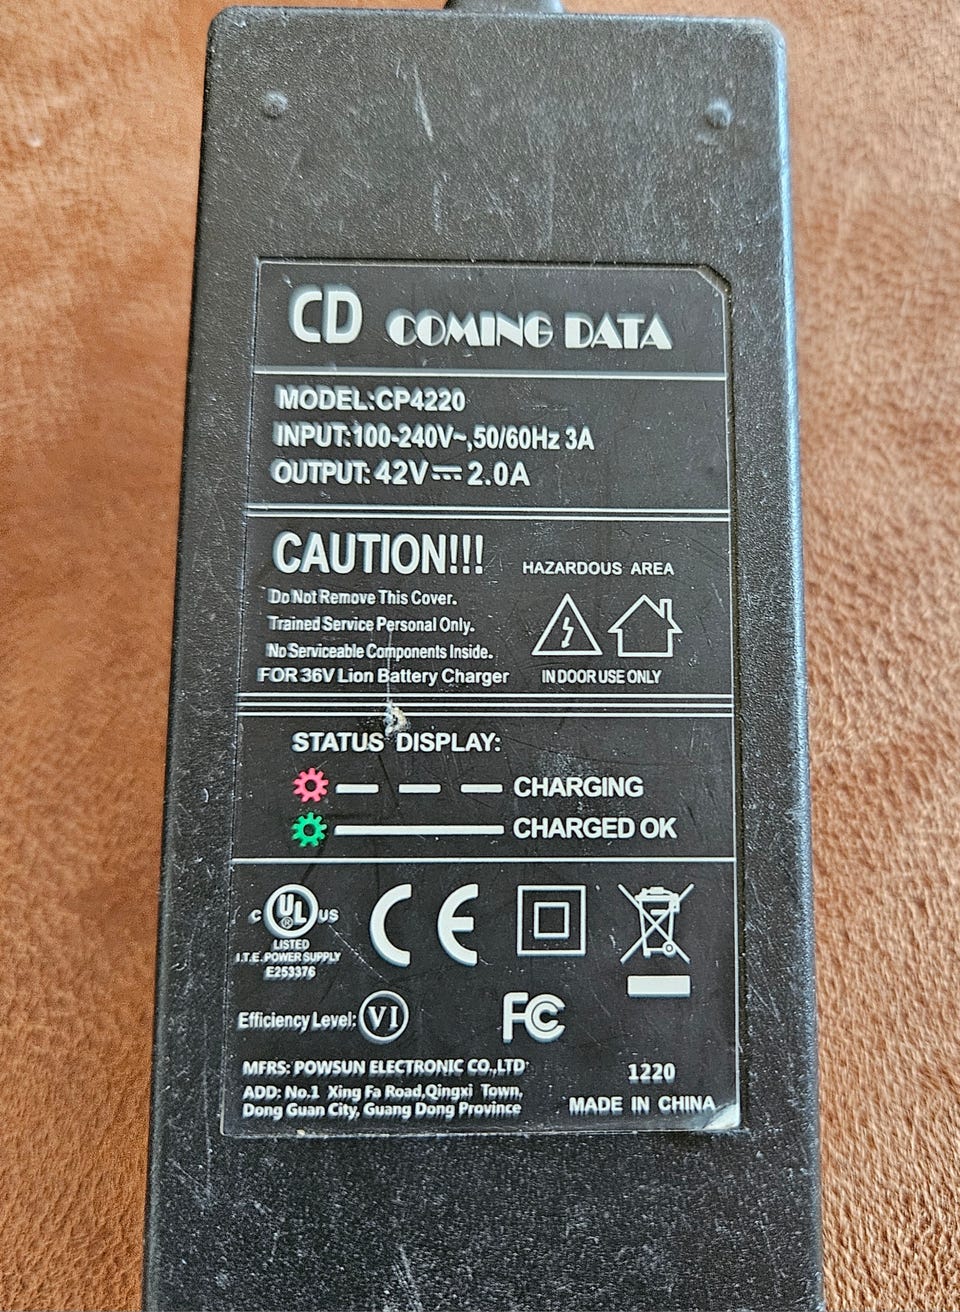 CD COMING DATA
MODEL:CP4220
INPUT:100-240V~,50/60Hz 3A
OUTPUT: 42V⎓2.0A
CAUTION!!!
Do Not Remove This Cover.
Trained Service Personal Only.
No Serviceable Components Inside.
FOR 36V Lion Battery Charger
HAZARDOUS AREA
IN DOOR USE ONLY
STATUS DISPLAY:
CHARGING
CHARGED OK
C UL® US
LISTED
I.T.E. POWER SUPPLY
E253376
CE
Efficiency Level: VI
FC
MFRS: POWSUN ELECTRONIC CO.,LTD
ADD: No.1 Xing Fa Road,Qingxi Town,
Dong Guan City, Guang Dong Province
1220
MADE IN CHINA